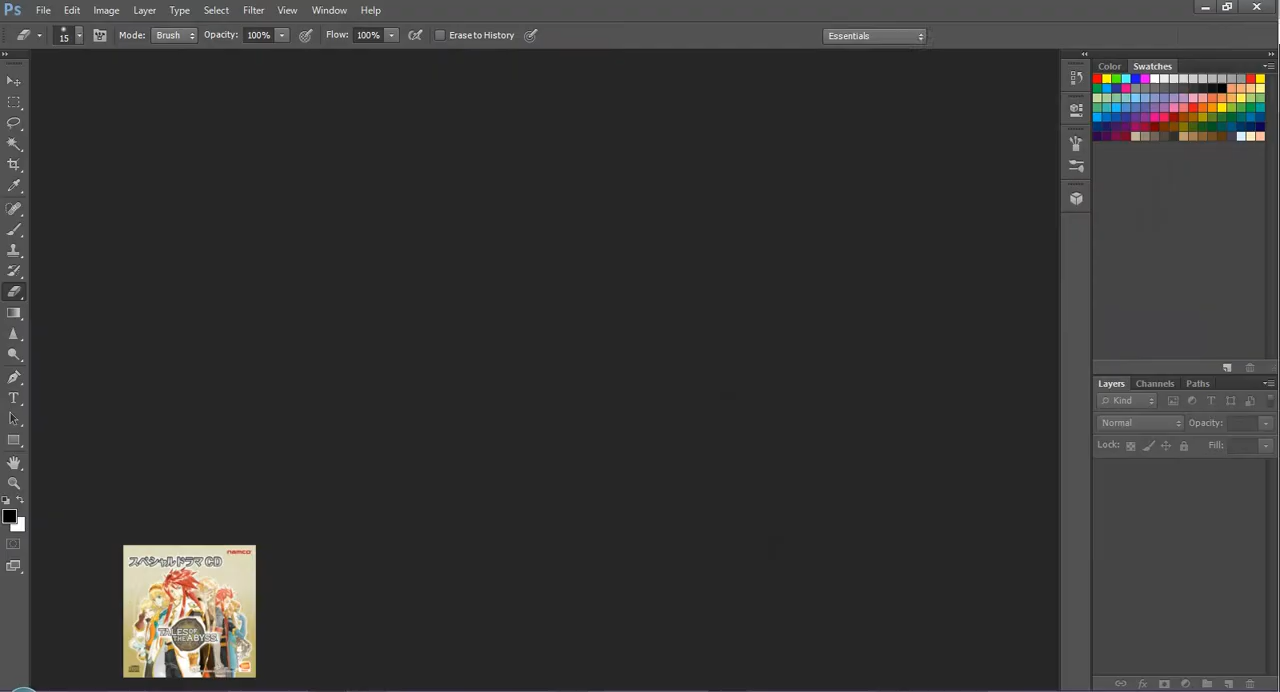 Ps File Edit Image Layer Type Select Filter View Window Help
15 Mode: Brush Opacity: 100% Flow: 100% Erase to History Essentials
Color Swatches
Layers Channels Paths
Kind
Normal Opacity:
Lock: Fill:
namco
スペシャルドラマCD
TALES OF
THE ABYSS